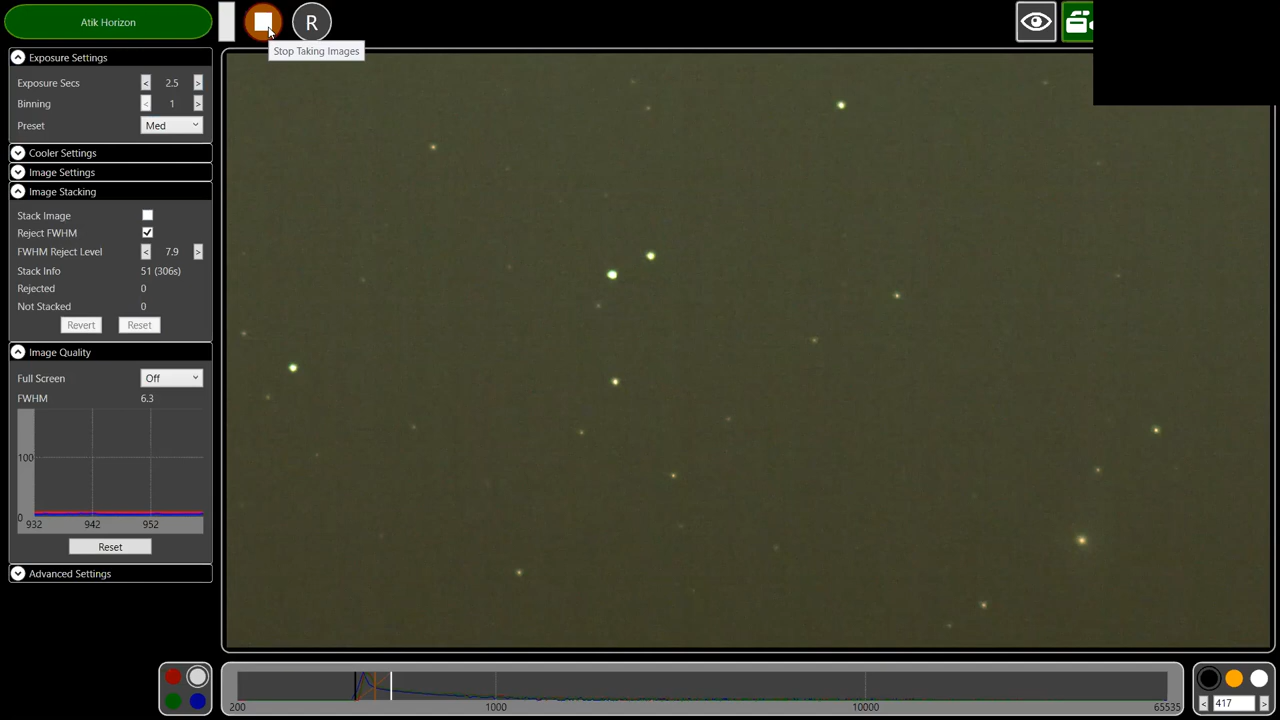 Atik Horizon
R
Stop Taking Images
Exposure Settings
Exposure Secs < 2.5 >
Binning < 1 >
Preset Med
Cooler Settings
Image Settings
Image Stacking
Stack Image
Reject FWHM
FWHM Reject Level < 7.9 >
Stack Info 51 (306s)
Rejected 0
Not Stacked 0
Revert Reset
Image Quality
Full Screen Off
FWHM 6.3
100
0
932 942 952
Reset
Advanced Settings
200 1000 10000 65535
< 417 >